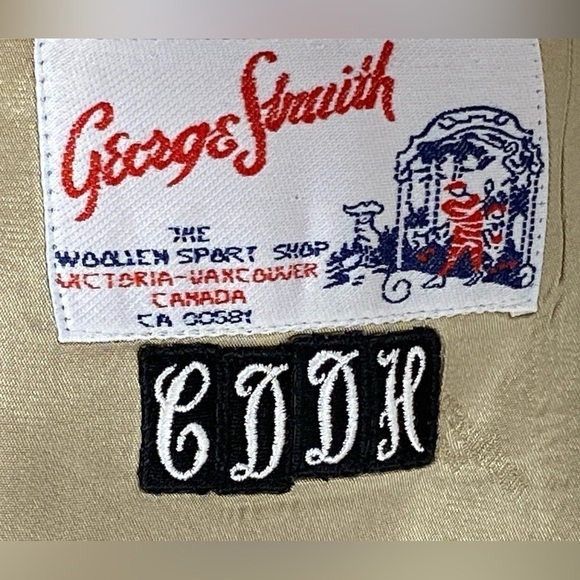 George Straith
THE
WOOLLEN SPORT SHOP
VICTORIA-VANCOUVER
CANADA
CA 00581
CDDH